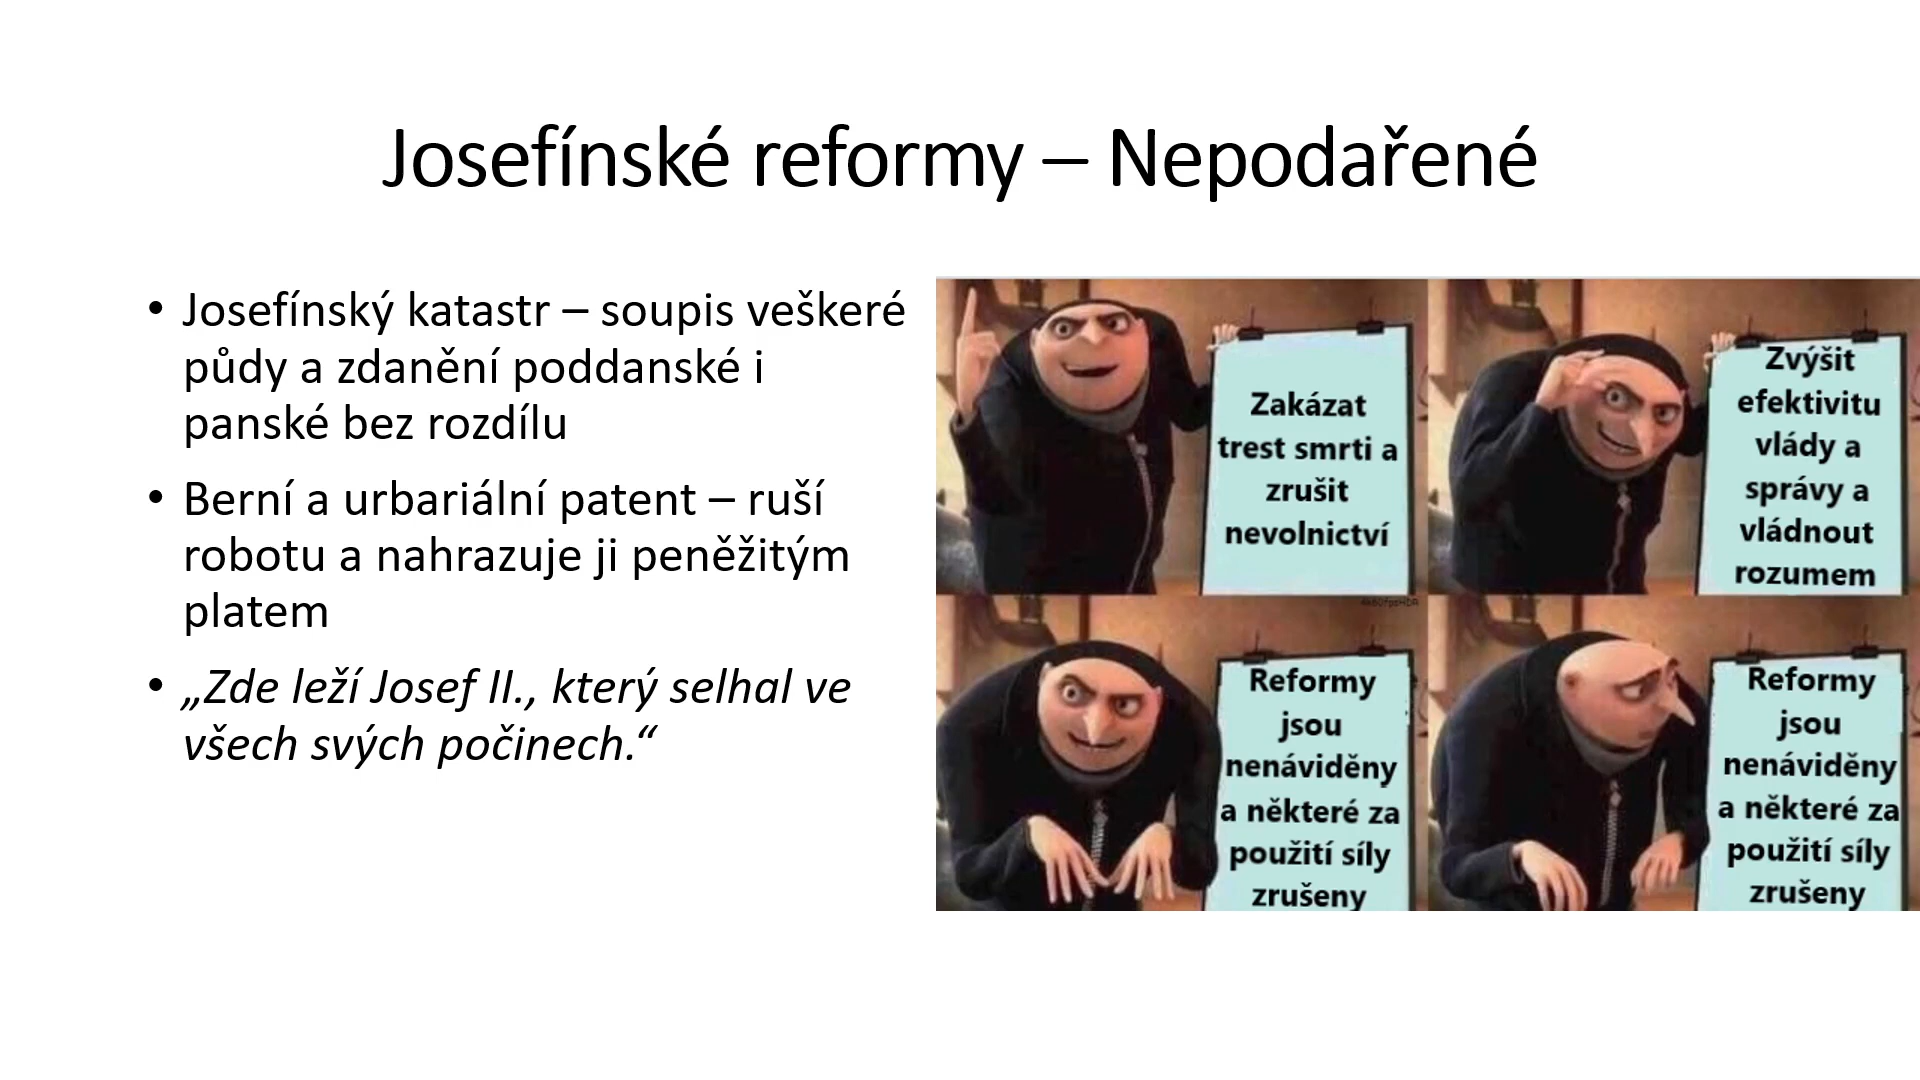 Josefínské reformy – Nepodařené
• Josefínský katastr – soupis veškeré
půdy a zdanění poddanské i
panské bez rozdílu
• Berní a urbariální patent – ruší
robotu a nahrazuje ji peněžitým
platem
• „Zde leží Josef II., který selhal ve
všech svých počinech.“
Zakázat
trest smrti a
zrušit
nevolnictví
Zvýšit
efektivitu
vlády a
správy a
vládnout
rozumem
Reformy
jsou
nenáviděny
a některé za
použití síly
zrušeny
Reformy
jsou
nenáviděny
a některé za
použití síly
zrušeny